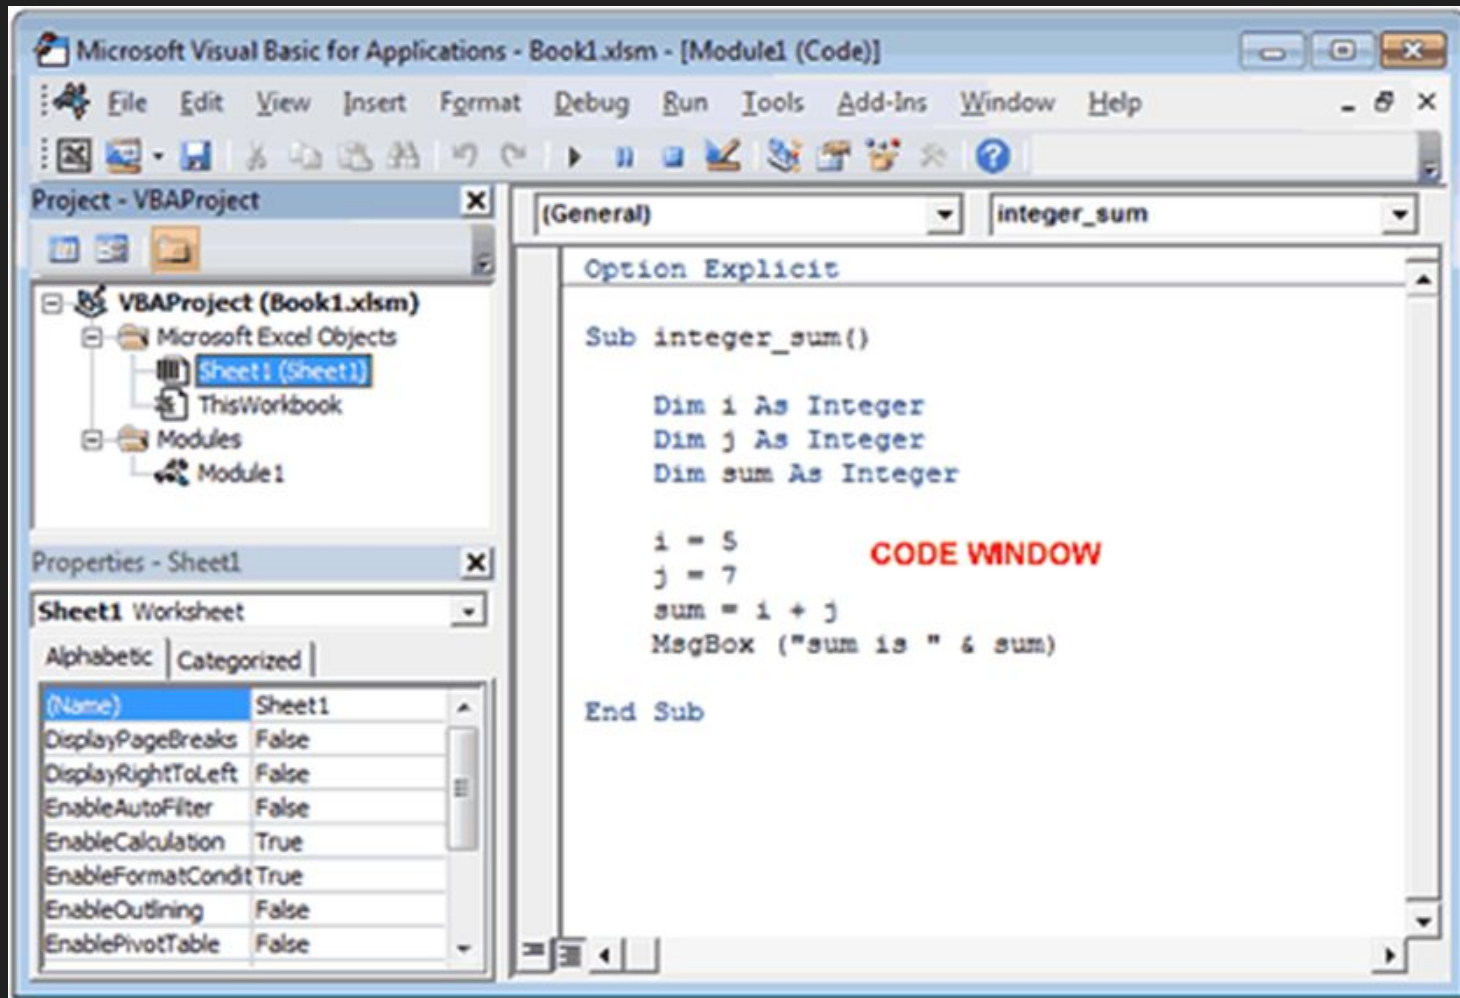 Microsoft Visual Basic for Applications - Book1.xlsm - [Module1 (Code)]
File Edit View Insert Format Debug Run Tools Add-Ins Window Help
Project - VBAProject
VBAProject (Book1.xlsm)
Microsoft Excel Objects
Sheet1 (Sheet1)
ThisWorkbook
Modules
Module1
Properties - Sheet1
Sheet1 Worksheet
Alphabetic Categorized
(Name) Sheet1
DisplayPageBreaks False
DisplayRightToLeft False
EnableAutoFilter False
EnableCalculation True
EnableFormatCondit True
EnableOutlining False
EnablePivotTable False
(General) integer_sum
Option Explicit
Sub integer_sum()
Dim i As Integer
Dim j As Integer
Dim sum As Integer
i = 5
CODE WINDOW
j = 7
sum = i + j
MsgBox ("sum is " & sum)
End Sub